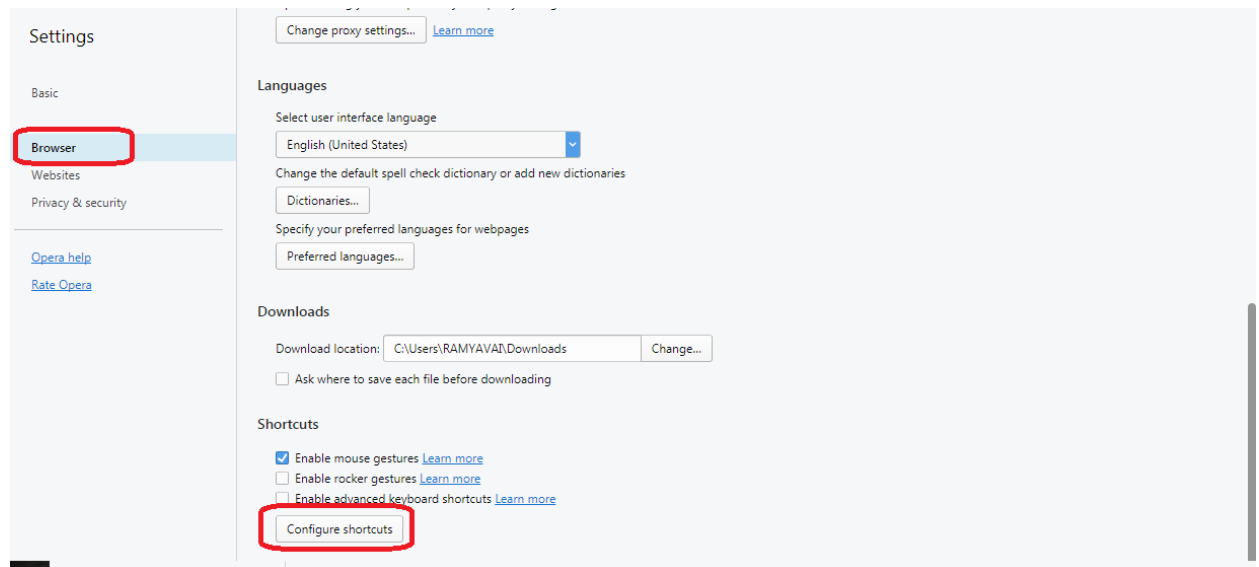 Settings
Basic
Browser
Websites
Privacy & security
Opera help
Rate Opera
Change proxy settings... Learn more
Languages
Select user interface language
English (United States)
Change the default spell check dictionary or add new dictionaries
Dictionaries...
Specify your preferred languages for webpages
Preferred languages...
Downloads
Download location: C:\Users\RAMYAVAI\Downloads Change...
Ask where to save each file before downloading
Shortcuts
Enable mouse gestures Learn more
Enable rocker gestures Learn more
Enable advanced keyboard shortcuts Learn more
Configure shortcuts